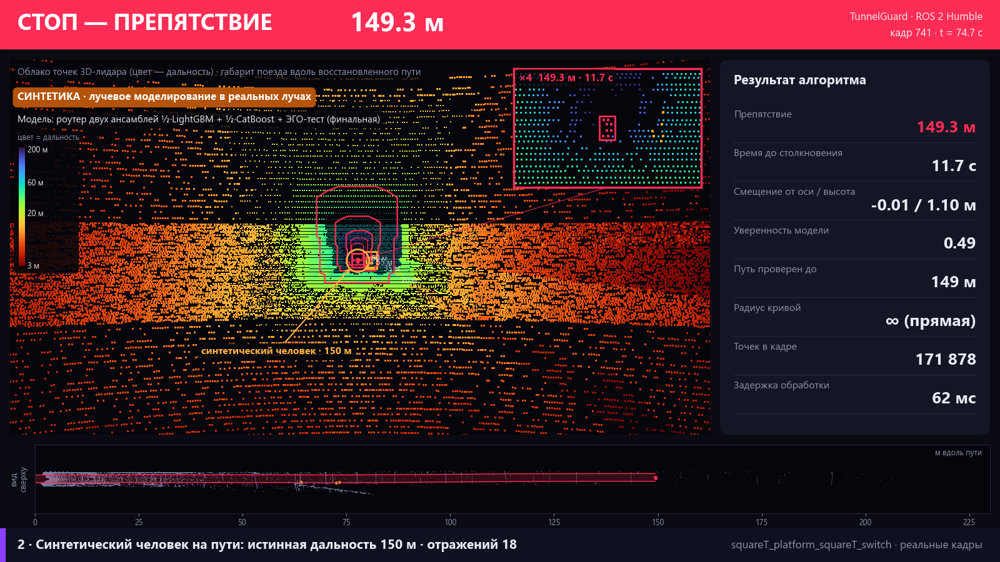 СТОП — ПРЕПЯТСТВИЕ 149.3 м
TunnelGuard · ROS 2 Humble
кадр 741 · t = 74.7 с
Облако точек 3D-лидара (цвет — дальность) · габарит поезда вдоль восстановленного пути
СИНТЕТИКА · лучевое моделирование в реальных лучах
Модель: роутер двух ансамблей ½·LightGBM + ½·CatBoost + ЭГО-тест (финальная)
цвет = дальность
200 м
60 м
20 м
3 м
×4 149.3 м · 11.7 с
синтетический человек · 150 м
Результат алгоритма
Препятствие
149.3 м
Время до столкновения
11.7 с
Смещение от оси / высота
-0.01 / 1.10 м
Уверенность модели
0.49
Путь проверен до
149 м
Радиус кривой
∞ (прямая)
Точек в кадре
171 878
Задержка обработки
62 мс
вид сверху
м вдоль пути
0 25 50 75 100 125 150 175 200 225
2 · Синтетический человек на пути: истинная дальность 150 м · отражений 18
squareT_platform_squareT_switch · реальные кадры